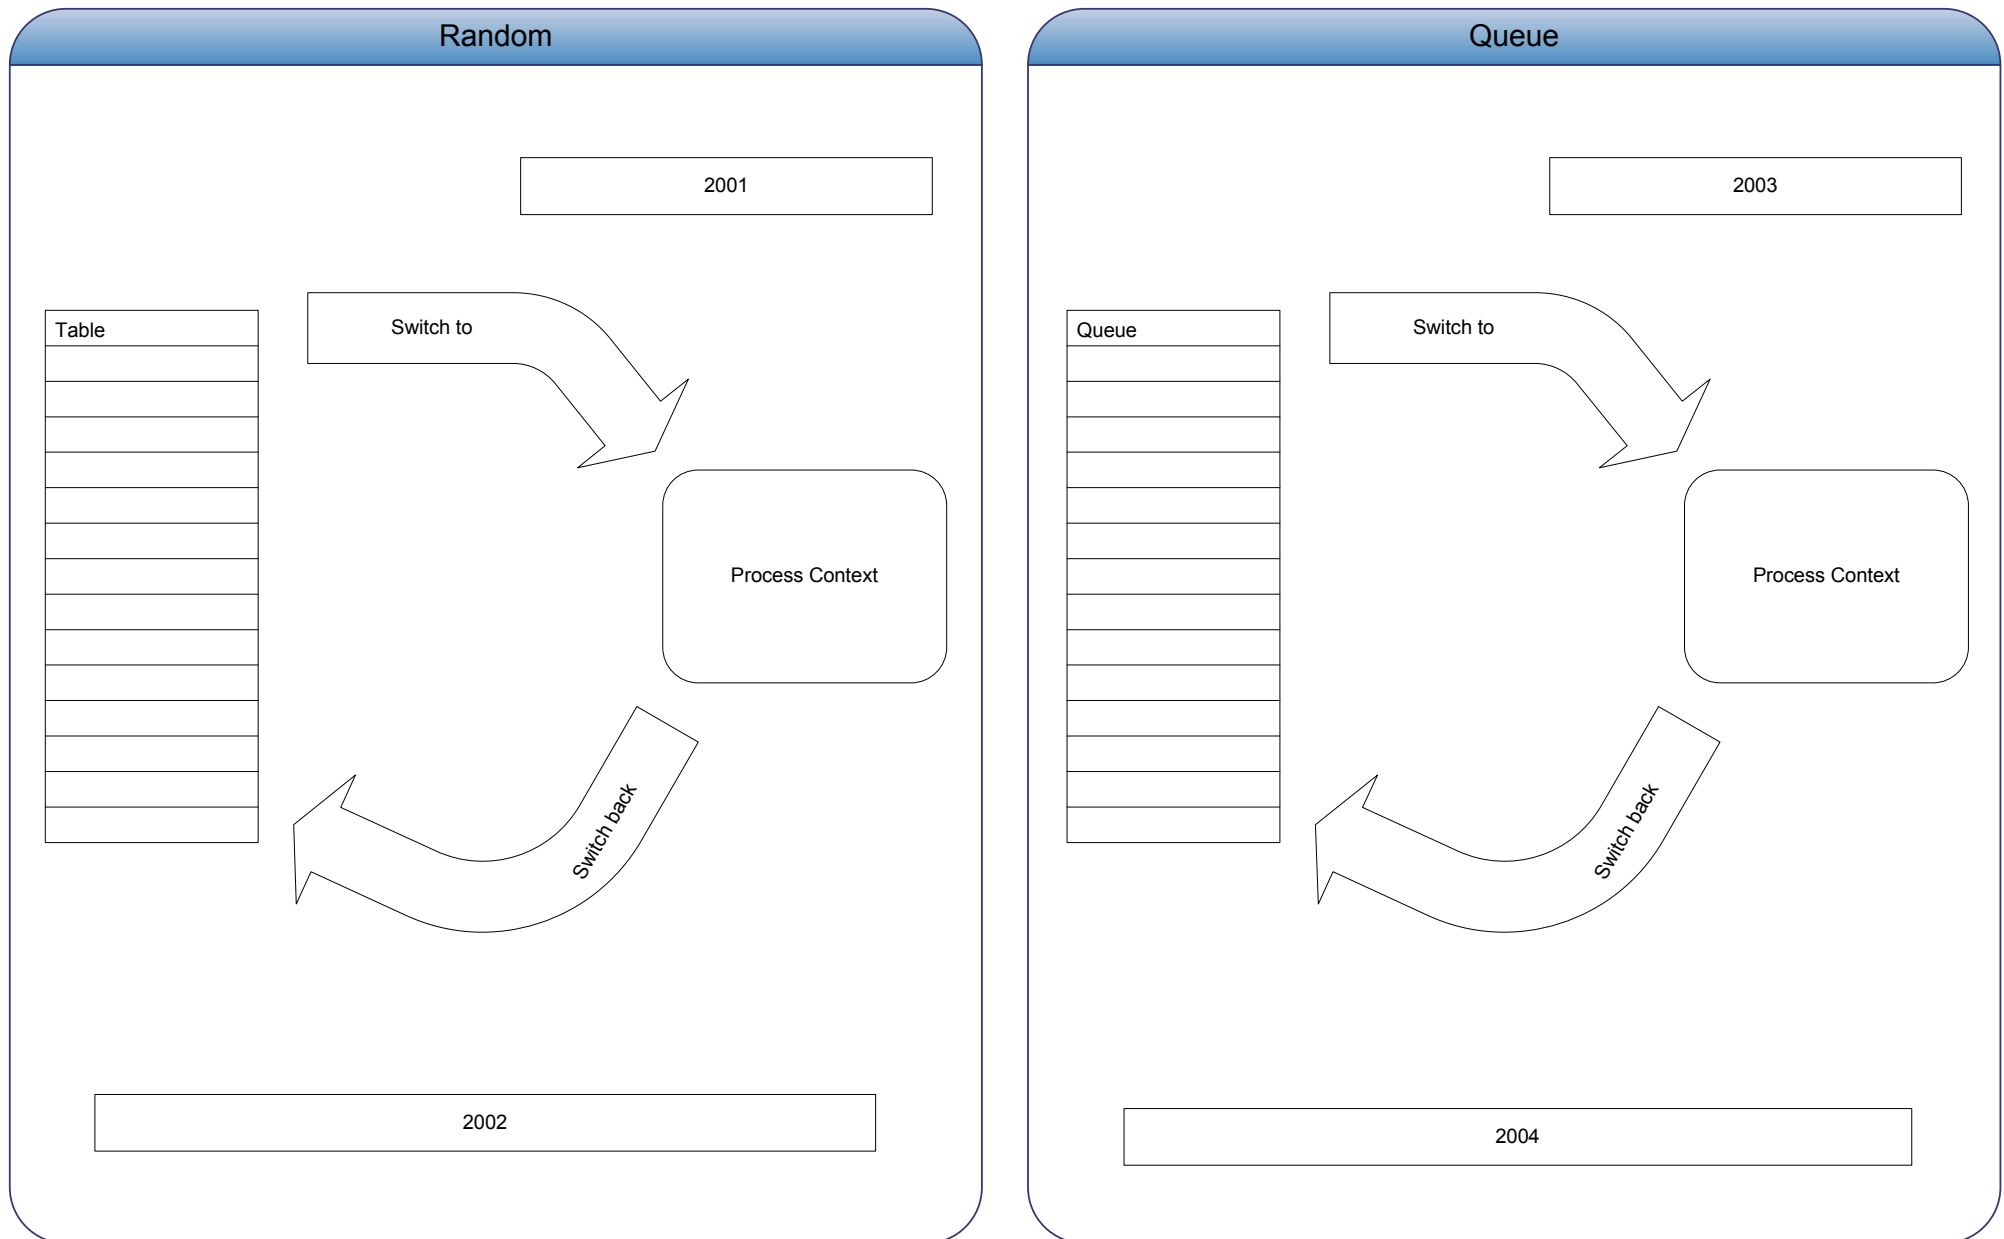 Random
2001
Table
Switch to
Process Context
Switch back
2002
Queue
2003
Queue
Switch to
Process Context
Switch back
2004